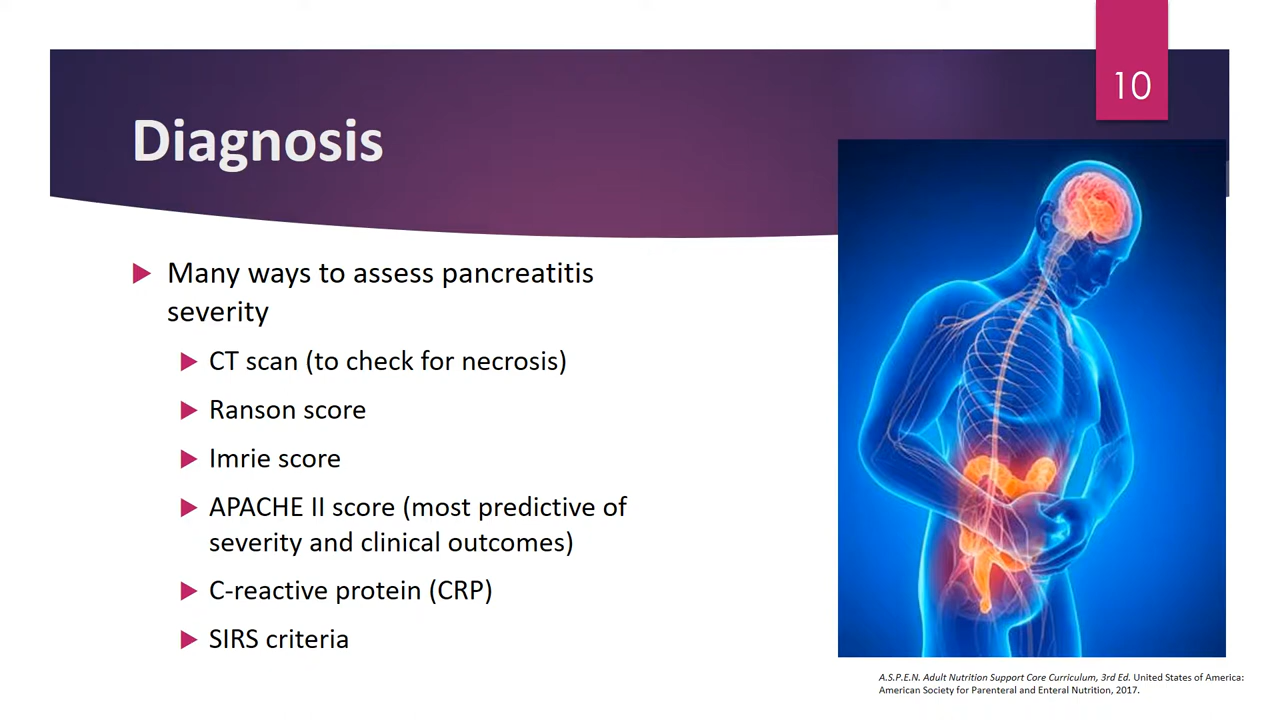 10
Diagnosis
Many ways to assess pancreatitis
severity
CT scan (to check for necrosis)
Ranson score
Imrie score
APACHE II score (most predictive of
severity and clinical outcomes)
C-reactive protein (CRP)
SIRS criteria
A.S.P.E.N. Adult Nutrition Support Core Curriculum, 3rd Ed. United States of America:
American Society for Parenteral and Enteral Nutrition, 2017.